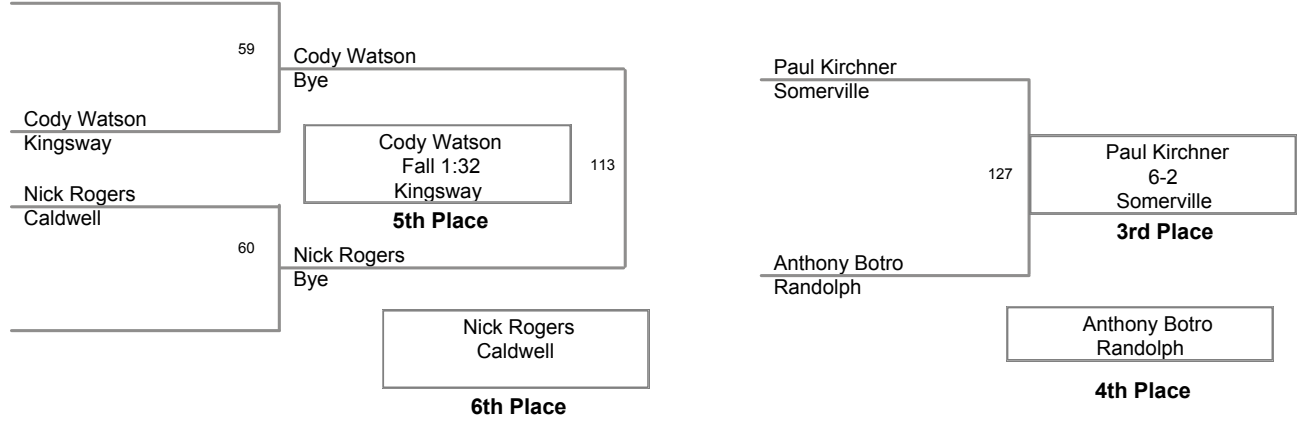 59
Cody Watson
Bye
Cody Watson
Kingsway
Cody Watson
Fall 1:32
Kingsway
5th Place
113
Nick Rogers
Caldwell
60
Nick Rogers
Bye
Nick Rogers
Caldwell
6th Place
Paul Kirchner
Somerville
127
Paul Kirchner
6-2
Somerville
3rd Place
Anthony Botro
Randolph
Anthony Botro
Randolph
4th Place